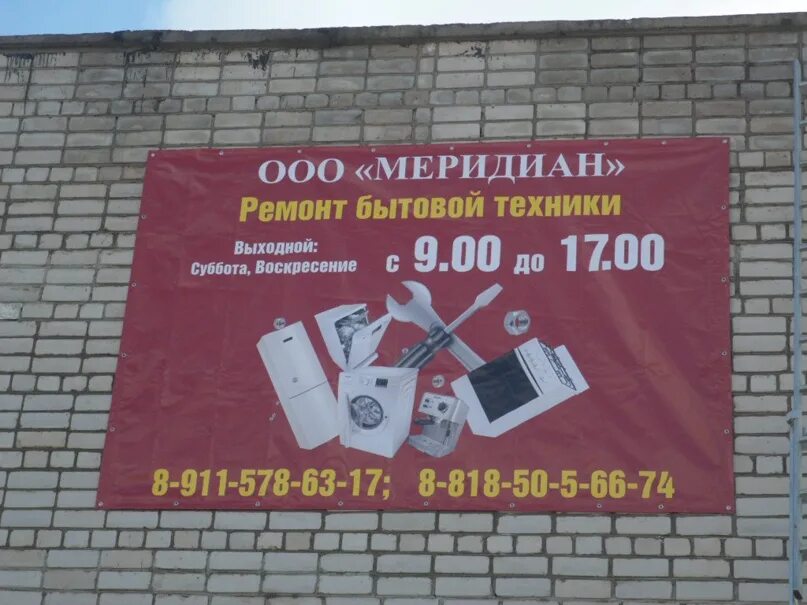 ООО «МЕРИДИАН»
Ремонт бытовой техники
Выходной:
Суббота, Воскресение
с 9.00 до 17.00
8-911-578-63-17; 8-818-50-5-66-74